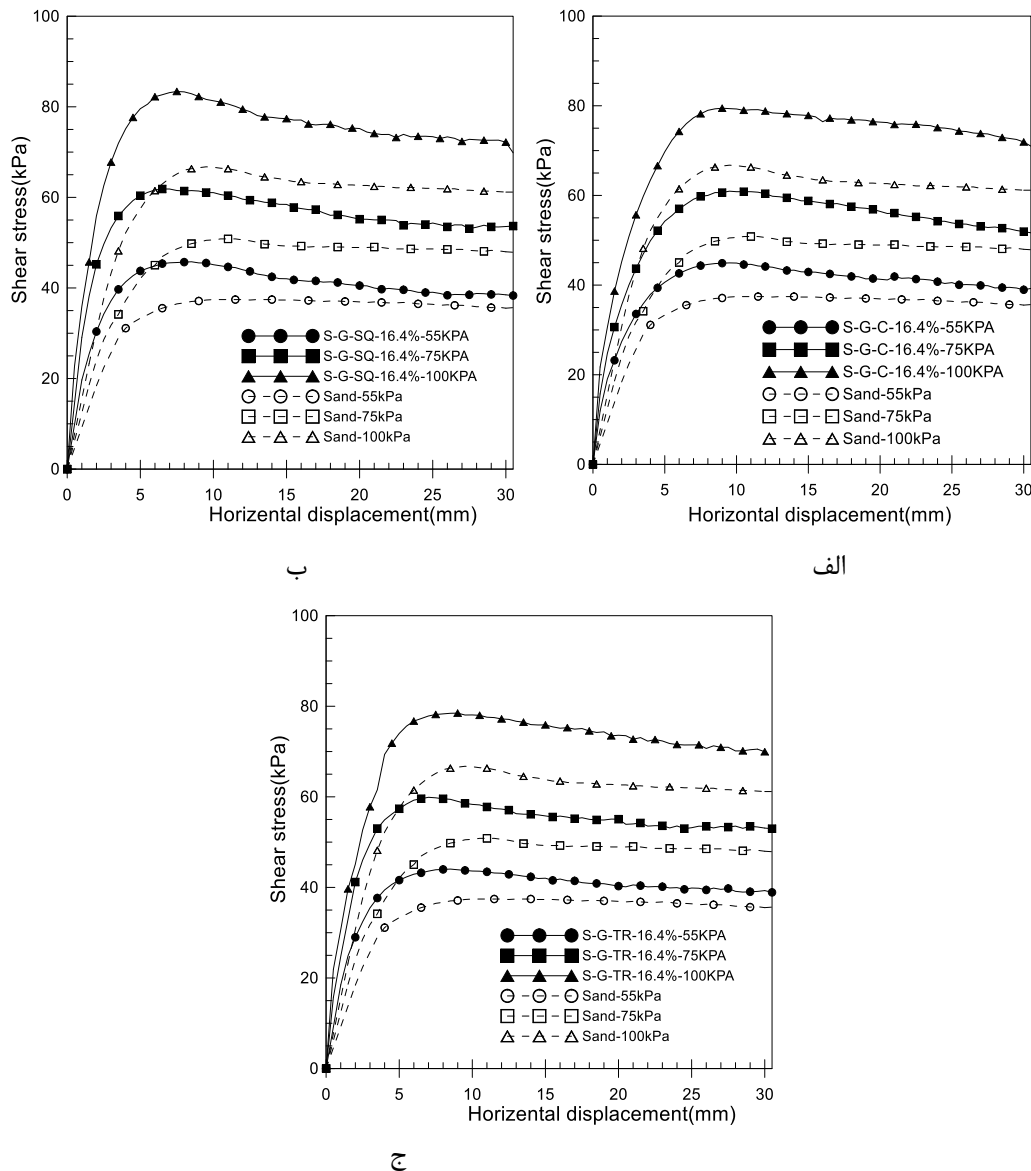 100
80
60
40
20
0
Shear stress(kPa)
S-G-SQ-16.4%-55KPA
S-G-SQ-16.4%-75KPA
S-G-SQ-16.4%-100KPA
Sand-55kPa
Sand-75kPa
Sand-100kPa
0 5 10 15 20 25 30
Horizental displacement(mm)
ب
100
80
60
40
20
0
Shear stress(kPa)
S-G-C-16.4%-55KPA
S-G-C-16.4%-75KPA
S-G-C-16.4%-100KPA
Sand-55kPa
Sand-75kPa
Sand-100kPa
0 5 10 15 20 25 30
Horizontal displacement(mm)
الف
100
80
60
40
20
0
Shear stress(kPa)
S-G-TR-16.4%-55KPA
S-G-TR-16.4%-75KPA
S-G-TR-16.4%-100KPA
Sand-55kPa
Sand-75kPa
Sand-100kPa
0 5 10 15 20 25 30
Horizental displacement(mm)
ج